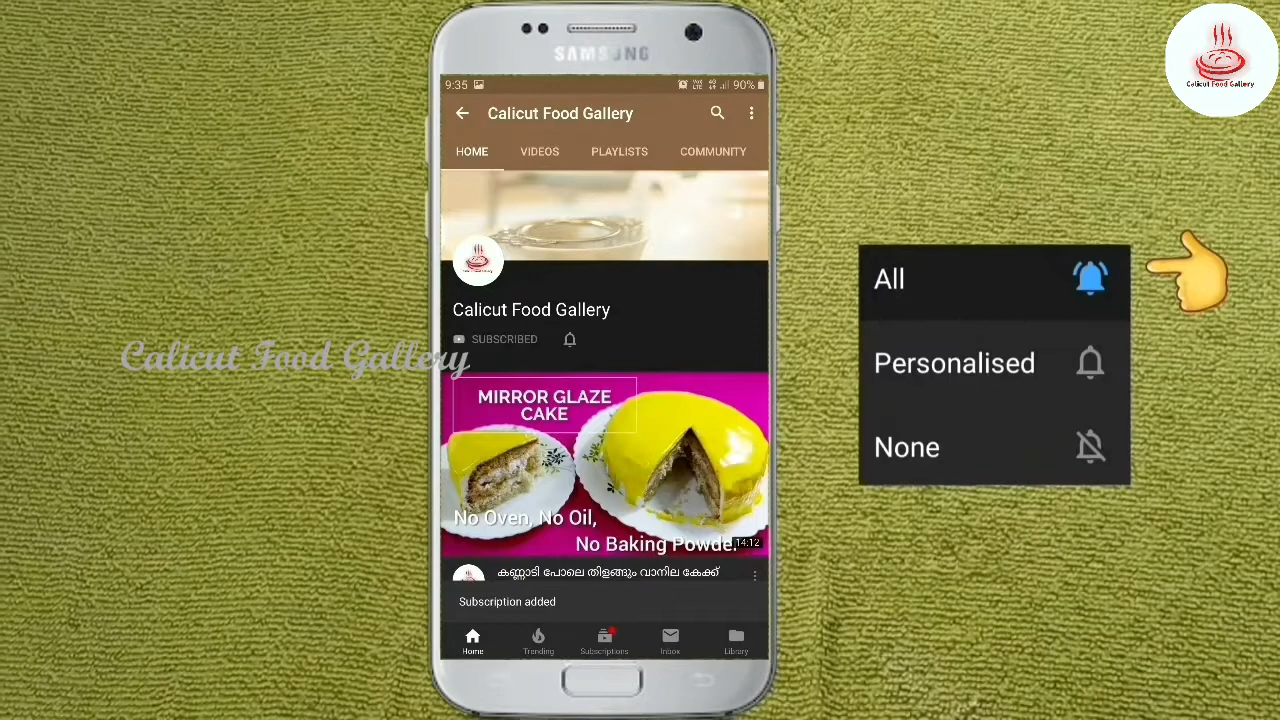 SAMSUNG
9:35
90%
Calicut Food Gallery
HOME VIDEOS PLAYLISTS COMMUNITY
Calicut Food Gallery
SUBSCRIBED
MIRROR GLAZE
CAKE
No Oven, No Oil,
No Baking Powde.
14:12
കണ്ണാടി പോലെ തിളങ്ങും വാനില കേക്ക്
Subscription added
Home Trending Subscriptions Inbox Library
Calicut Food Gallery
Calicut Food Gallery
All
Personalised
None